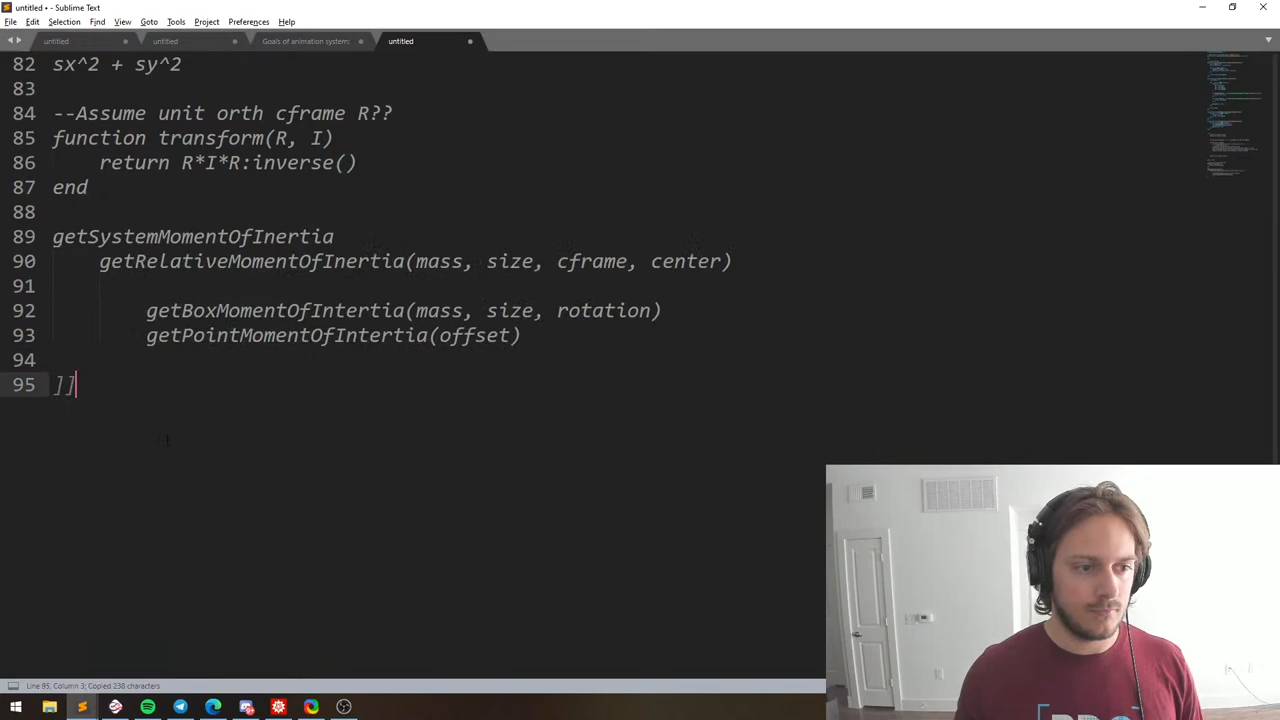 untitled • - Sublime Text
File Edit Selection Find View Goto Tools Project Preferences Help
untitled untitled Goals of animation system: untitled
82 sx^2 + sy^2
83
84 --Assume unit orth cframe R??
85 function transform(R, I)
86 return R*I*R:inverse()
87 end
88
89 getSystemMomentOfInertia
90 getRelativeMomentOfInertia(mass, size, cframe, center)
91
92 getBoxMomentOfIntertia(mass, size, rotation)
93 getPointMomentOfIntertia(offset)
94
95 ]]
Line 95, Column 3; Copied 238 characters